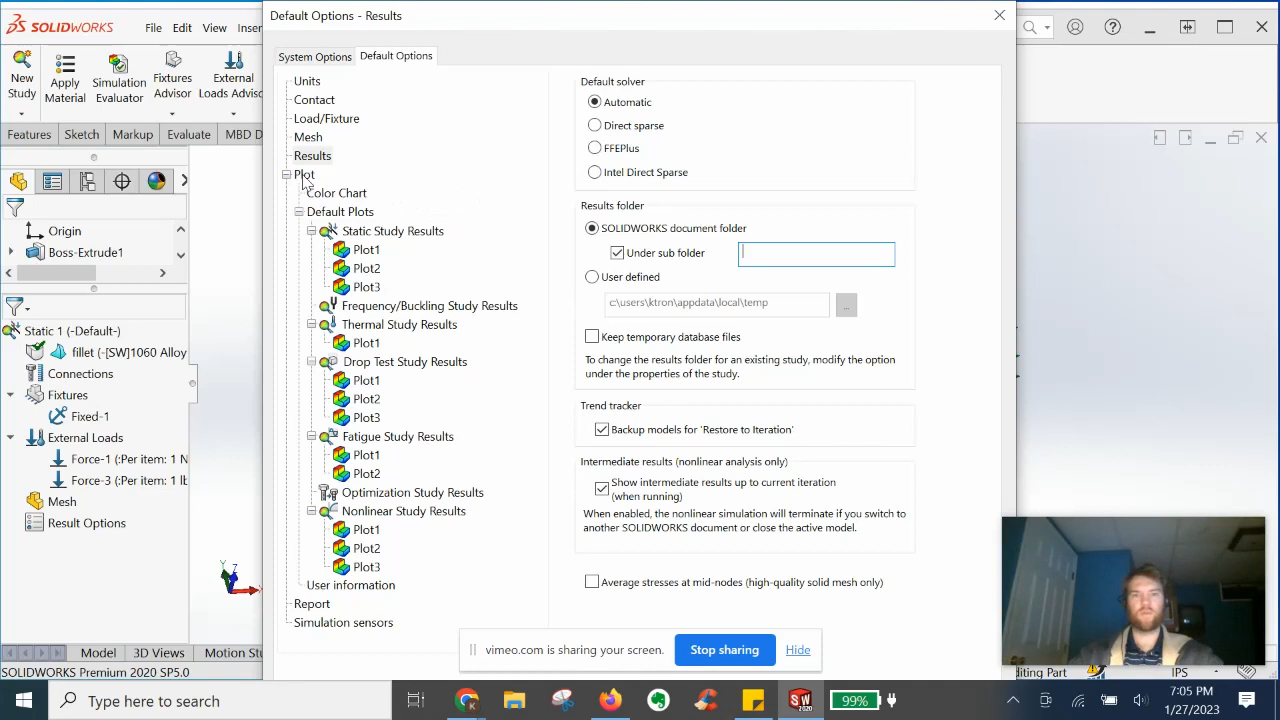 Default Options - Results
SOLIDWORKS
File Edit View Inser
New Study
Apply Material
Simulation Evaluator
Fixtures Advisor
External Loads Adviso
Features Sketch Markup Evaluate MBD D
Origin
Boss-Extrude1
Static 1 (-Default-)
fillet (-[SW]1060 Alloy
Connections
Fixtures
Fixed-1
External Loads
Force-1 (:Per item: 1 N
Force-3 (:Per item: 1 lb
Mesh
Result Options
Model 3D Views Motion Stu
SOLIDWORKS Premium 2020 SP5.0
System Options Default Options
Units
Contact
Load/Fixture
Mesh
Results
Plot
Color Chart
Default Plots
Static Study Results
Plot1
Plot2
Plot3
Frequency/Buckling Study Results
Thermal Study Results
Plot1
Drop Test Study Results
Plot1
Plot2
Plot3
Fatigue Study Results
Plot1
Plot2
Optimization Study Results
Nonlinear Study Results
Plot1
Plot2
Plot3
User information
Report
Simulation sensors
Default solver
Automatic
Direct sparse
FFEPlus
Intel Direct Sparse
Results folder
SOLIDWORKS document folder
Under sub folder
User defined
c:\users\ktron\appdata\local\temp
...
Keep temporary database files
To change the results folder for an existing study, modify the option
under the properties of the study.
Trend tracker
Backup models for 'Restore to Iteration'
Intermediate results (nonlinear analysis only)
Show intermediate results up to current iteration
(when running)
When enabled, the nonlinear simulation will terminate if you switch to
another SOLIDWORKS document or close the active model.
Average stresses at mid-nodes (high-quality solid mesh only)
vimeo.com is sharing your screen. Stop sharing Hide
diting Part IPS
Type here to search
SW 2020
99%
7:05 PM
1/27/2023